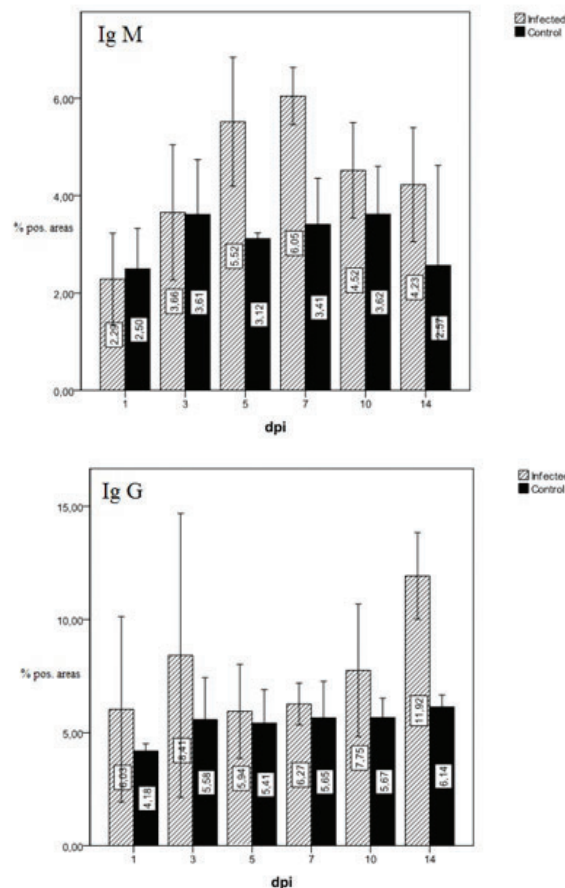 Ig M
Infected
Control
6,00
4,00
% pos. areas
2,00
0,00
2,29
2,50
3,66
3,61
5,52
3,12
6,05
3,41
4,52
3,62
4,23
2,57
1 3 5 7 10 14
dpi
Ig G
Infected
Control
15,00
10,00
% pos. areas
5,00
0,00
6,03
4,18
8,41
5,58
5,94
5,41
6,27
5,65
7,75
5,67
11,92
6,14
1 3 5 7 10 14
dpi